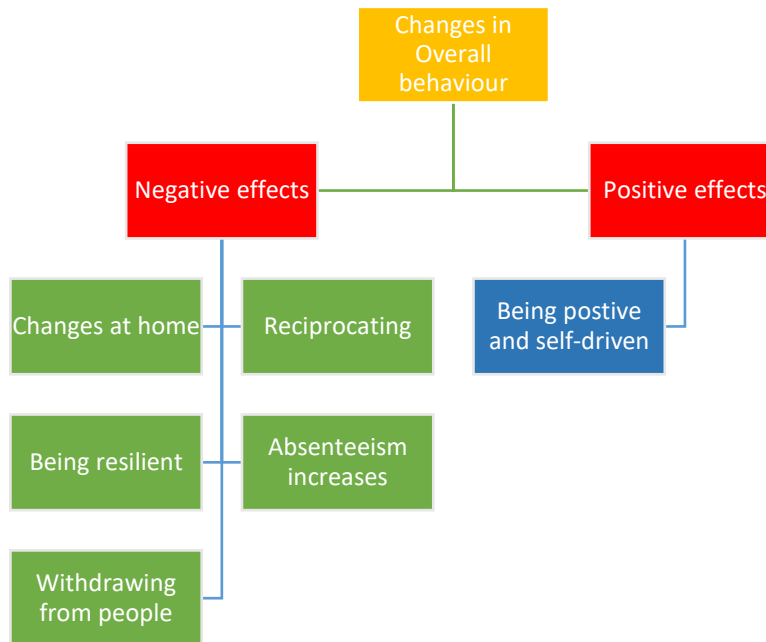 Changes in
Overall
behaviour
Negative effects
Positive effects
Changes at home
Reciprocating
Being postive
and self-driven
Being resilient
Absenteeism
increases
Withdrawing
from people